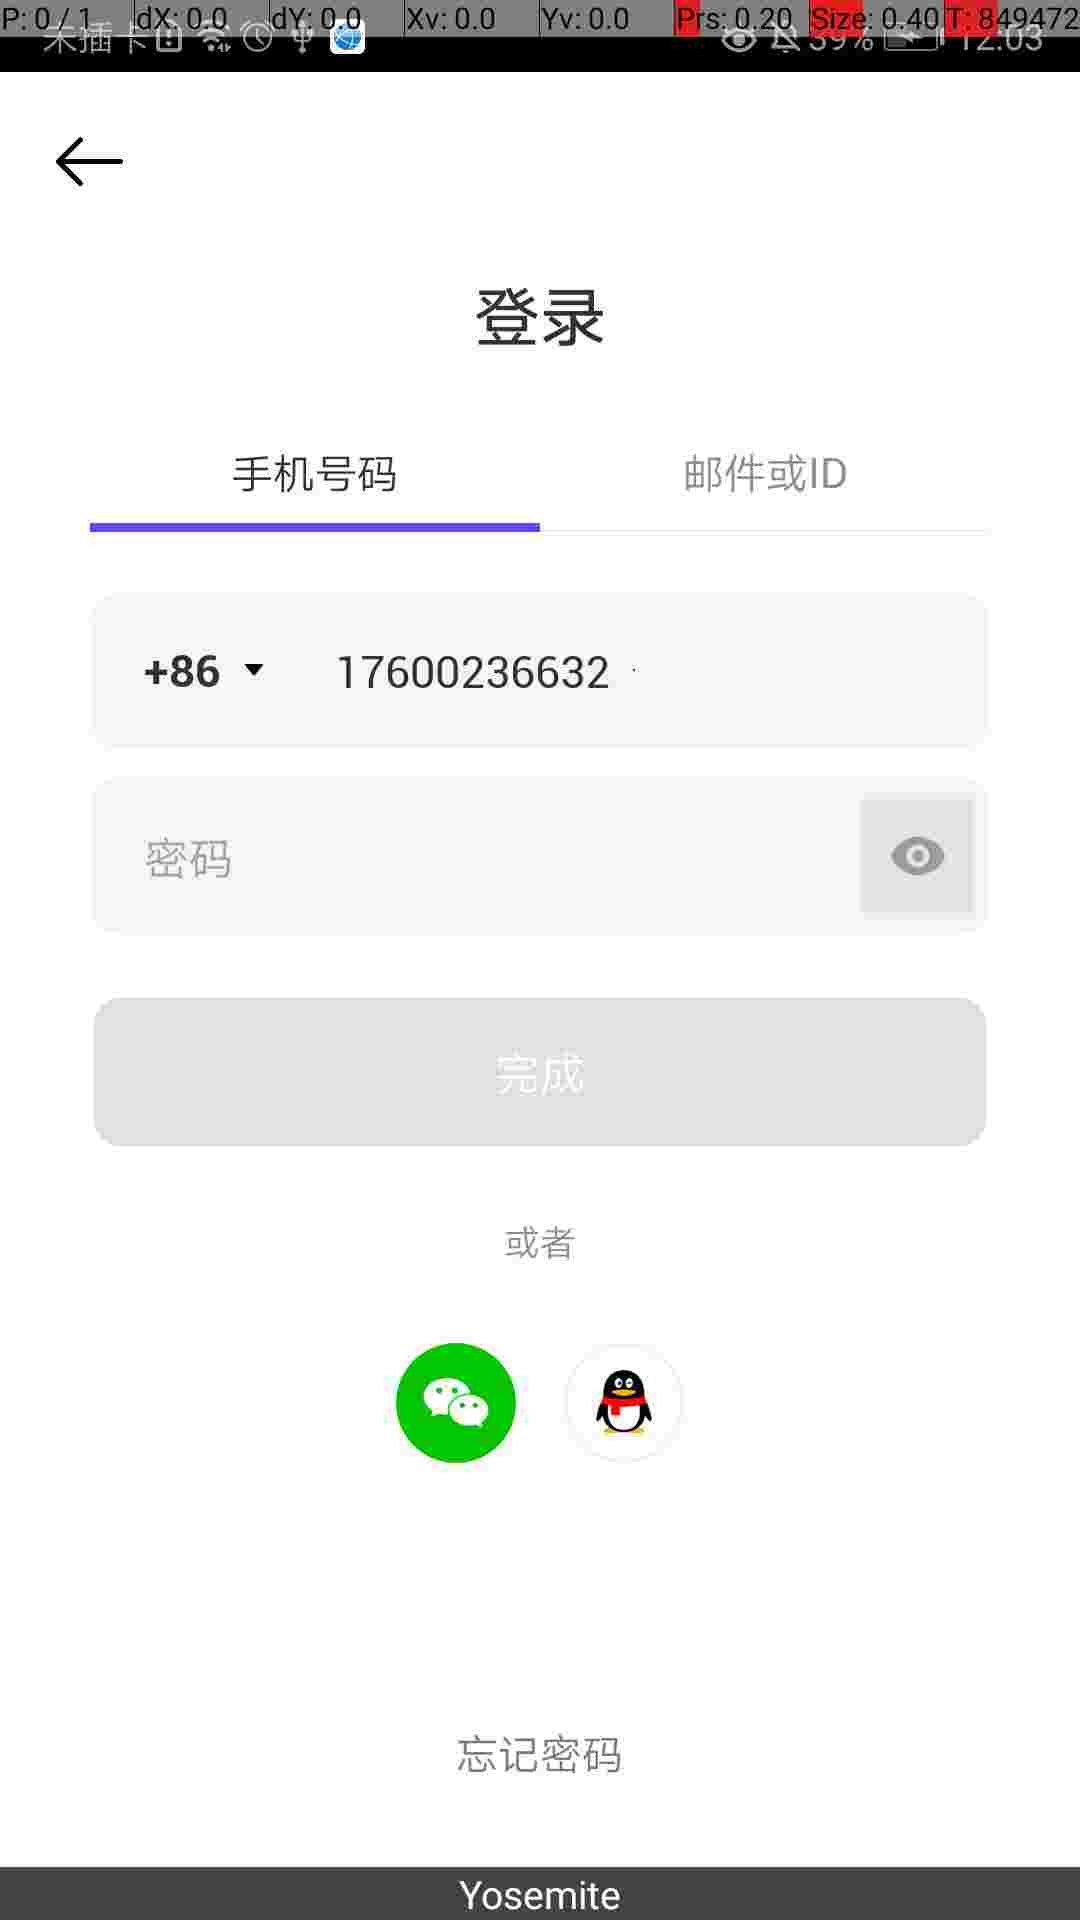 P: 0 / 1 dX: 0.0 dY: 0.0 Xv: 0.0 Yv: 0.0 Prs: 0.20 Size: 0.40 T: 849472
未插卡 39% 12:03
登录
手机号码 邮件或ID
+86 17600236632
密码
完成
或者
忘记密码
Yosemite